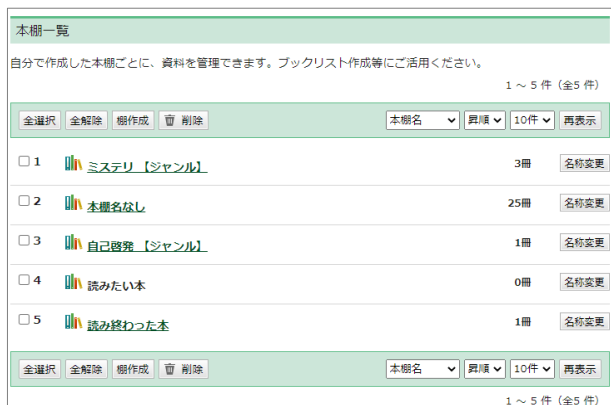 本棚一覧
自分で作成した本棚ごとに、資料を管理できます。ブックリスト作成等にご活用ください。
1 ～ 5 件（全5 件）
全選択 全解除 棚作成 削除 本棚名 昇順 10件 再表示
1 ミステリ 【ジャンル】 3冊 名称変更
2 本棚名なし 25冊 名称変更
3 自己啓発 【ジャンル】 1冊 名称変更
4 読みたい本 0冊 名称変更
5 読み終わった本 1冊 名称変更
全選択 全解除 棚作成 削除 本棚名 昇順 10件 再表示
1 ～ 5 件（全5 件）